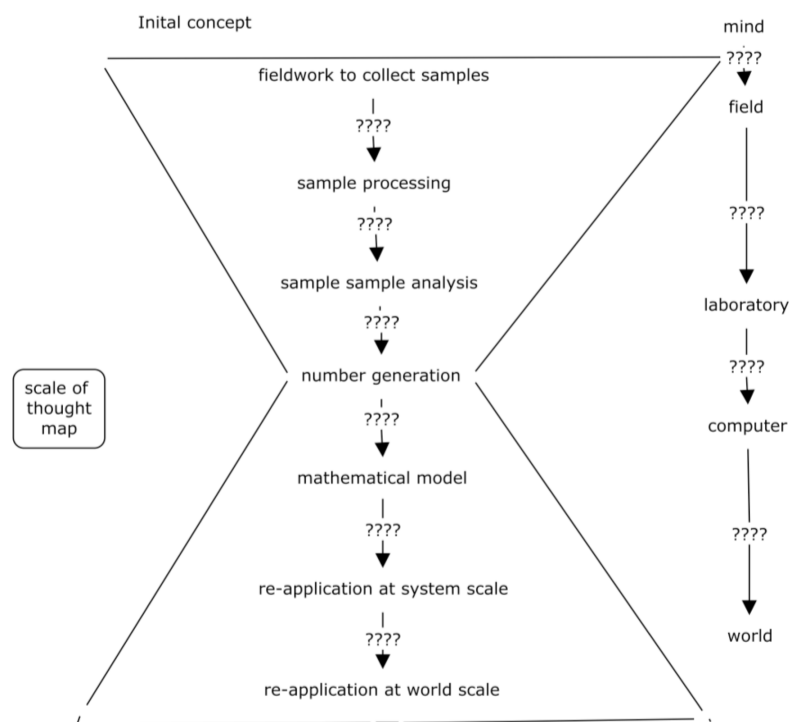 Inital concept
fieldwork to collect samples
????
sample processing
????
sample sample analysis
????
number generation
????
mathematical model
????
re-application at system scale
????
re-application at world scale
scale of
thought
map
mind
????
field
????
laboratory
????
computer
????
world